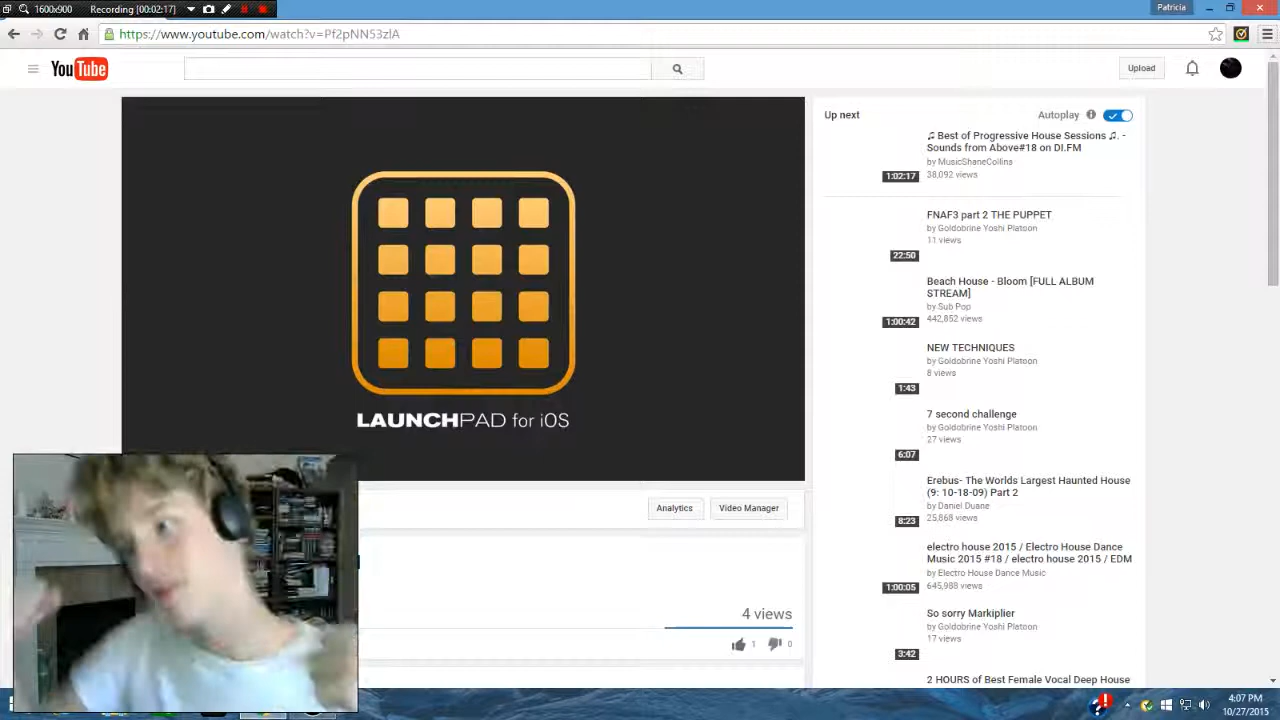 1600x900 Recording [00:02:17]
Patricia
https://www.youtube.com/watch?v=Pf2pNN53zlA
YouTube
Upload
Up next
Autoplay
♫ Best of Progressive House Sessions ♫. -
Sounds from Above#18 on DI.FM
by MusicShaneCollins
38,092 views
1:02:17
FNAF3 part 2 THE PUPPET
by Goldobrine Yoshi Platoon
11 views
22:50
Beach House - Bloom [FULL ALBUM
STREAM]
by Sub Pop
442,852 views
1:00:42
NEW TECHNIQUES
by Goldobrine Yoshi Platoon
8 views
1:43
7 second challenge
by Goldobrine Yoshi Platoon
27 views
6:07
Erebus- The Worlds Largest Haunted House
(9: 10-18-09) Part 2
by Daniel Duane
25,868 views
8:23
electro house 2015 / Electro House Dance
Music 2015 #18 / electro house 2015 / EDM
by Electro House Dance Music
645,988 views
1:00:05
So sorry Markiplier
by Goldobrine Yoshi Platoon
17 views
3:42
2 HOURS of Best Female Vocal Deep House
LAUNCHPAD for iOS
Analytics
Video Manager
4 views
1
0
4:07 PM
10/27/2015